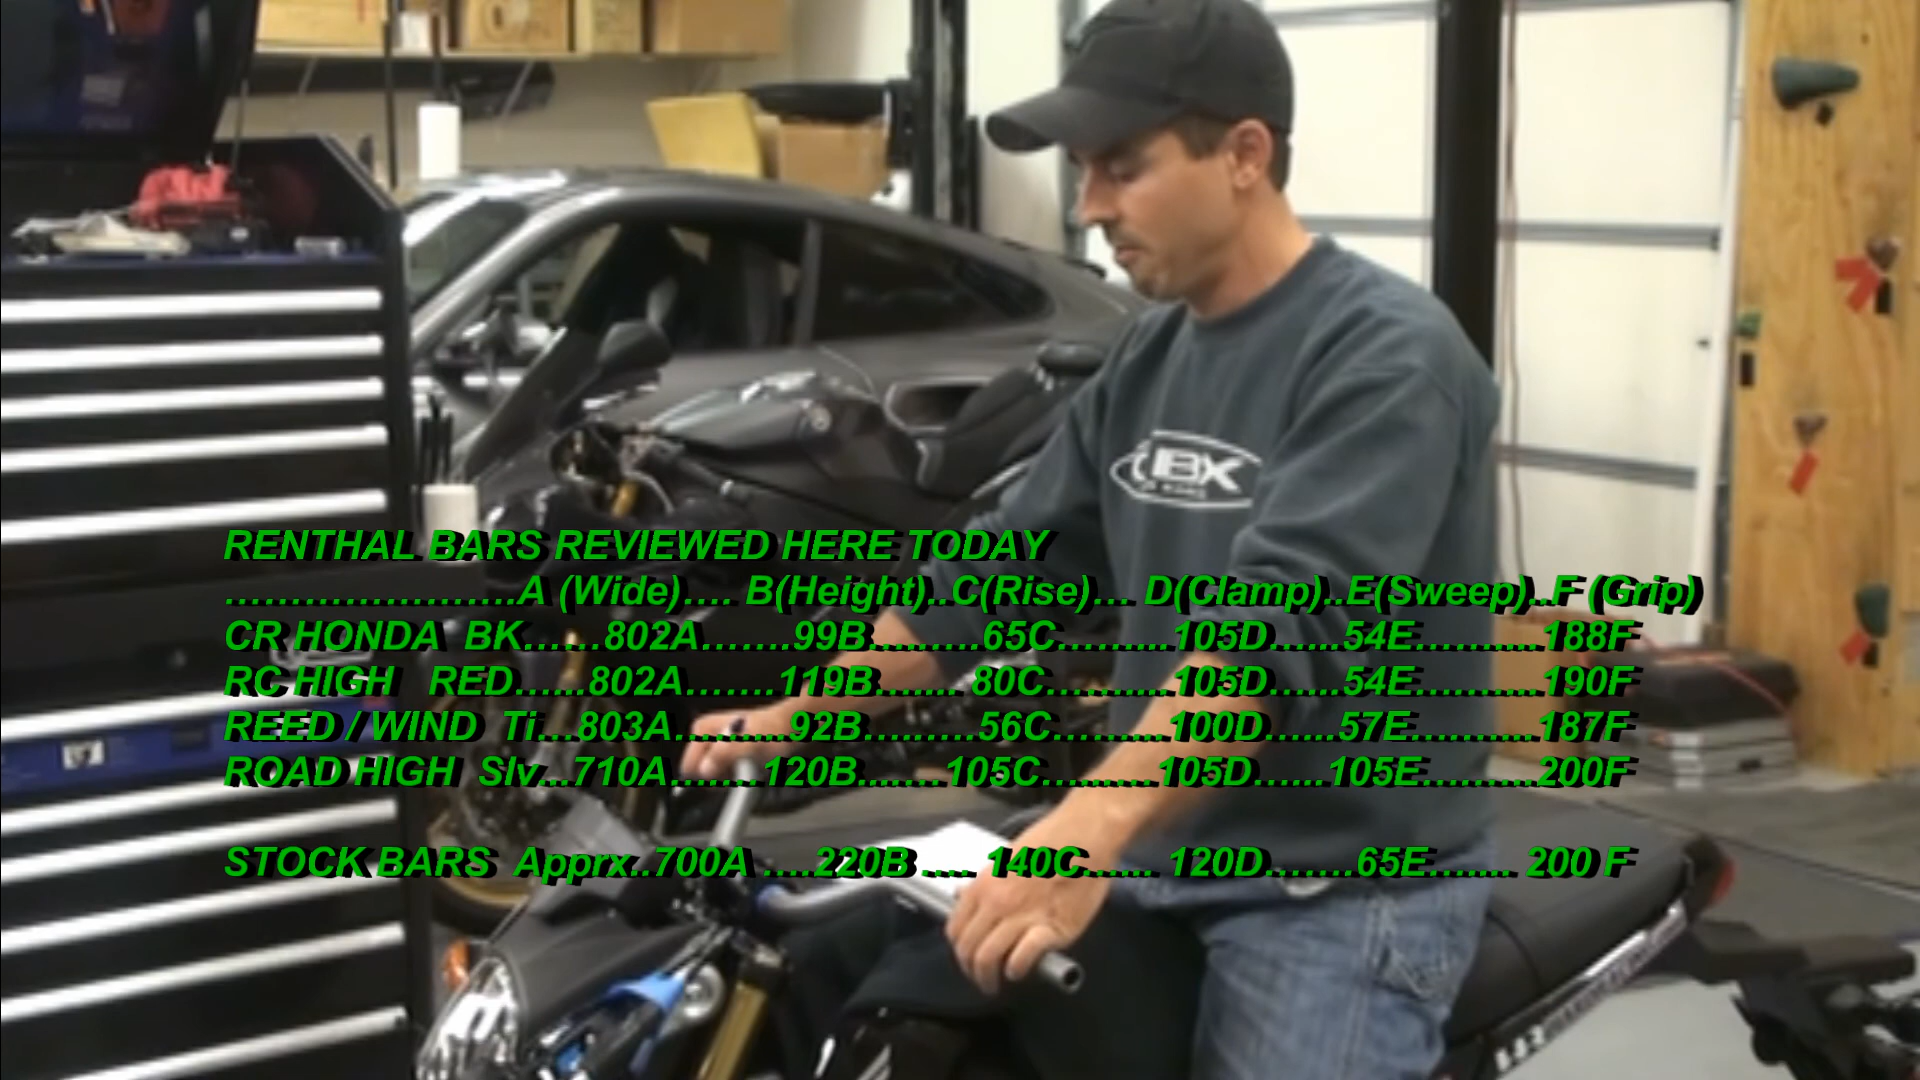 RENTHAL BARS REVIEWED HERE TODAY
......................A (Wide).... B(Height)..C(Rise)... D(Clamp)..E(Sweep)..F (Grip)
CR HONDA BK......802A.......99B.........65C..........105D......54E..........188F
RC HIGH RED......802A.......119B....... 80C..........105D......54E..........190F
REED / WIND Ti...803A.........92B.........56C.........100D......57E..........187F
ROAD HIGH Slv...710A.......120B.......105C.........105D......105E.........200F
STOCK BARS Apprx..700A ....220B .... 140C...... 120D.......65E....... 200 F